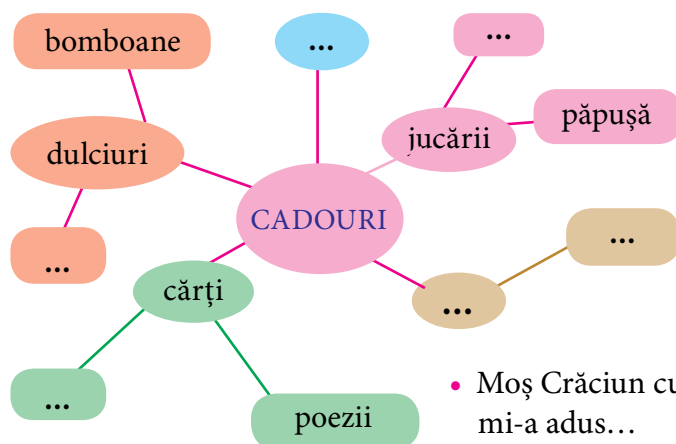 bomboane
...
...
păpușă
jucării
dulciuri
CADOURI
...
...
...
cărți
...
poezii
• Moș Crăciun cu
mi-a adus…